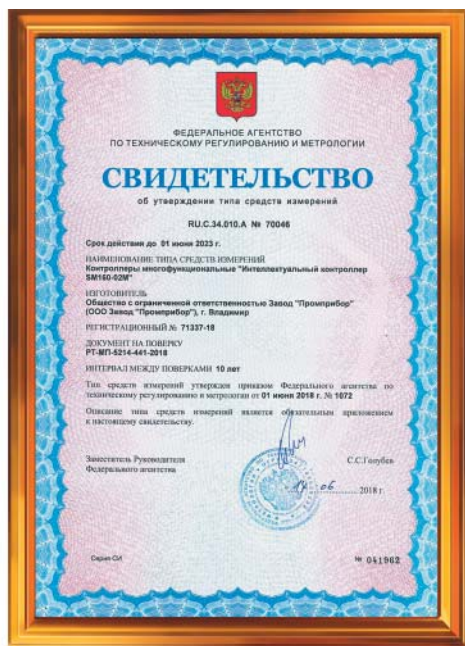 ФЕДЕРАЛЬНОЕ АГЕНТСТВО
ПО ТЕХНИЧЕСКОМУ РЕГУЛИРОВАНИЮ И МЕТРОЛОГИИ
СВИДЕТЕЛЬСТВО
об утверждении типа средств измерений
RU.C.34.010.A № 70046
Срок действия до 01 июня 2023 г.
НАИМЕНОВАНИЕ ТИПА СРЕДСТВ ИЗМЕРЕНИЙ
Контроллеры многофункциональные "Интеллектуальный контроллер
SM160-02M"
ИЗГОТОВИТЕЛЬ
Общество с ограниченной ответственностью Завод "Промприбор"
(ООО Завод "Промприбор"), г. Владимир
РЕГИСТРАЦИОННЫЙ № 71337-18
ДОКУМЕНТ НА ПОВЕРКУ
РТ-МП-5214-441-2018
ИНТЕРВАЛ МЕЖДУ ПОВЕРКАМИ 10 лет
Тип средств измерений утвержден приказом Федерального агентства по
техническому регулированию и метрологии от 01 июня 2018 г. № 1072
Описание типа средств измерений является обязательным приложением
к настоящему свидетельству.
Заместитель Руководителя
Федерального агентства
С.С.Голубев
06 2018 г.
Серия СИ
№ 041962